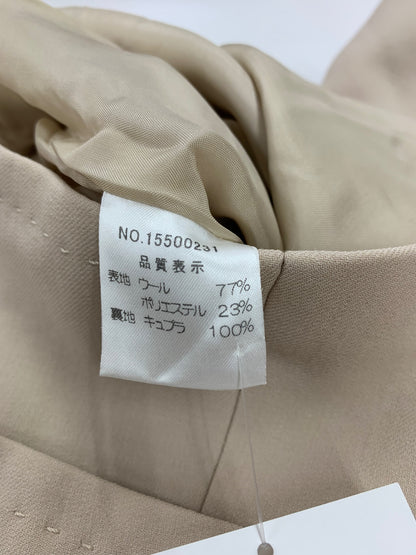 NO.15500231
品質表示
表地 ウール 77%
ポリエステル 23%
裏地 キュプラ 100%